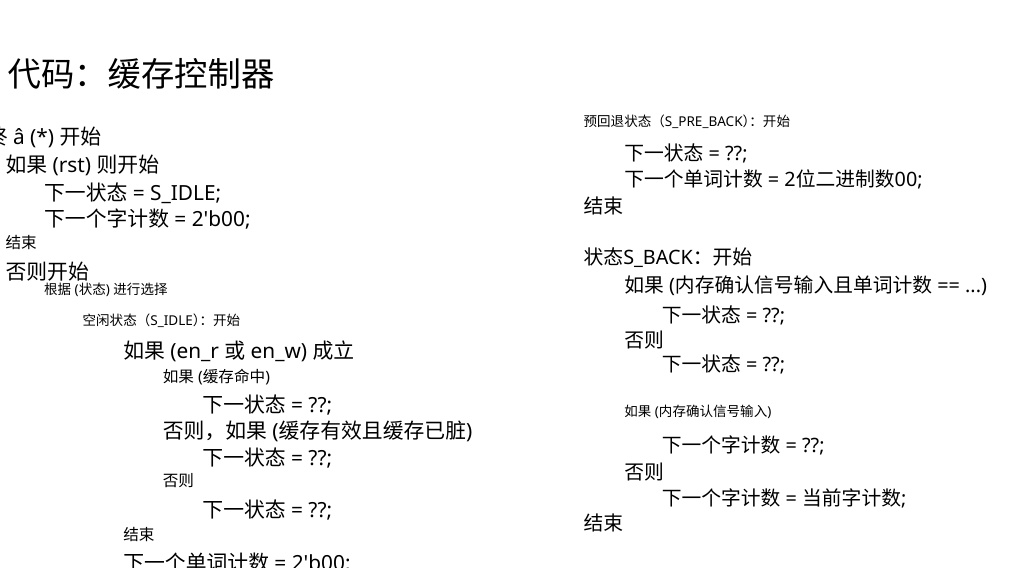 代码：缓存控制器
â (*) 开始
如果 (rst) 则开始
下一状态 = S_IDLE;
下一个字计数 = 2'b00;
结束
否则开始
根据 (状态) 进行选择
空闲状态（S_IDLE）：开始
如果 (en_r 或 en_w) 成立
如果 (缓存命中)
下一状态 = ??;
否则，如果 (缓存有效且缓存已脏)
下一状态 = ??;
否则
下一状态 = ??;
结束
下一个单词计数 = 2'b00;
预回退状态（S_PRE_BACK）：开始
下一状态 = ??;
下一个单词计数 = 2位二进制数00;
结束
状态S_BACK：开始
如果 (内存确认信号输入且单词计数 == ...)
下一状态 = ??;
否则
下一状态 = ??;
如果 (内存确认信号输入)
下一个字计数 = ??;
否则
下一个字计数 = 当前字计数;
结束